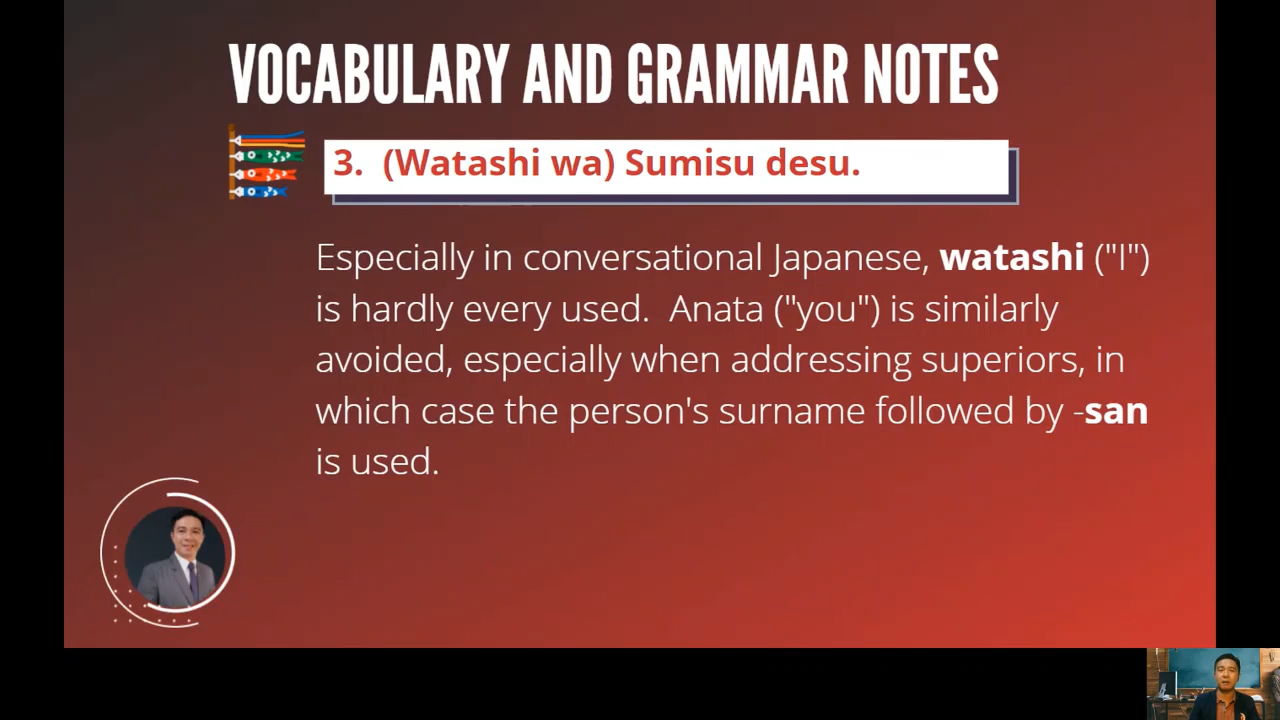 VOCABULARY AND GRAMMAR NOTES
3. (Watashi wa) Sumisu desu.
Especially in conversational Japanese, watashi ("I")
is hardly every used. Anata ("you") is similarly
avoided, especially when addressing superiors, in
which case the person's surname followed by -san
is used.